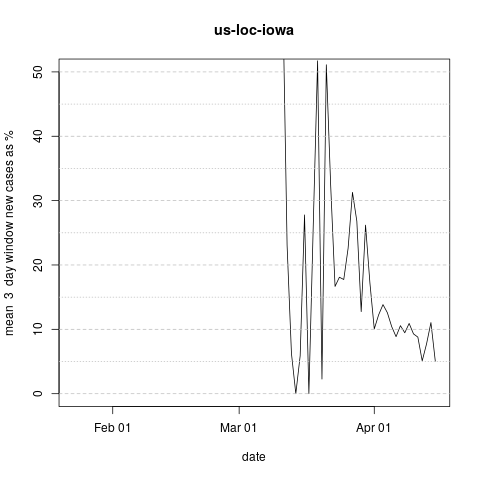 us-loc-iowa
mean 3 day window new cases as %
50
40
30
20
10
0
Feb 01
Mar 01
Apr 01
date